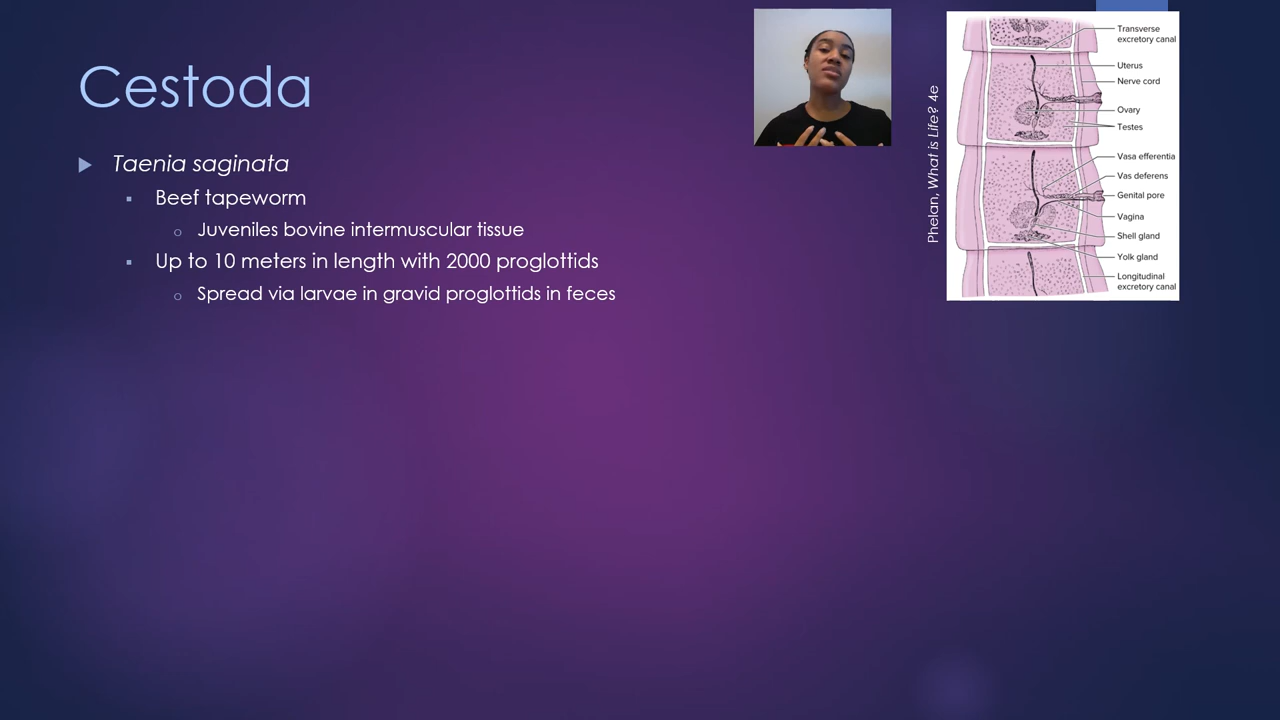 Cestoda
Taenia saginata
Beef tapeworm
Juveniles bovine intermuscular tissue
Up to 10 meters in length with 2000 proglottids
Spread via larvae in gravid proglottids in feces
Phelan, What is Life? 4e
Transverse
excretory canal
Uterus
Nerve cord
Ovary
Testes
Vasa efferentia
Vas deferens
Genital pore
Vagina
Shell gland
Yolk gland
Longitudinal
excretory canal